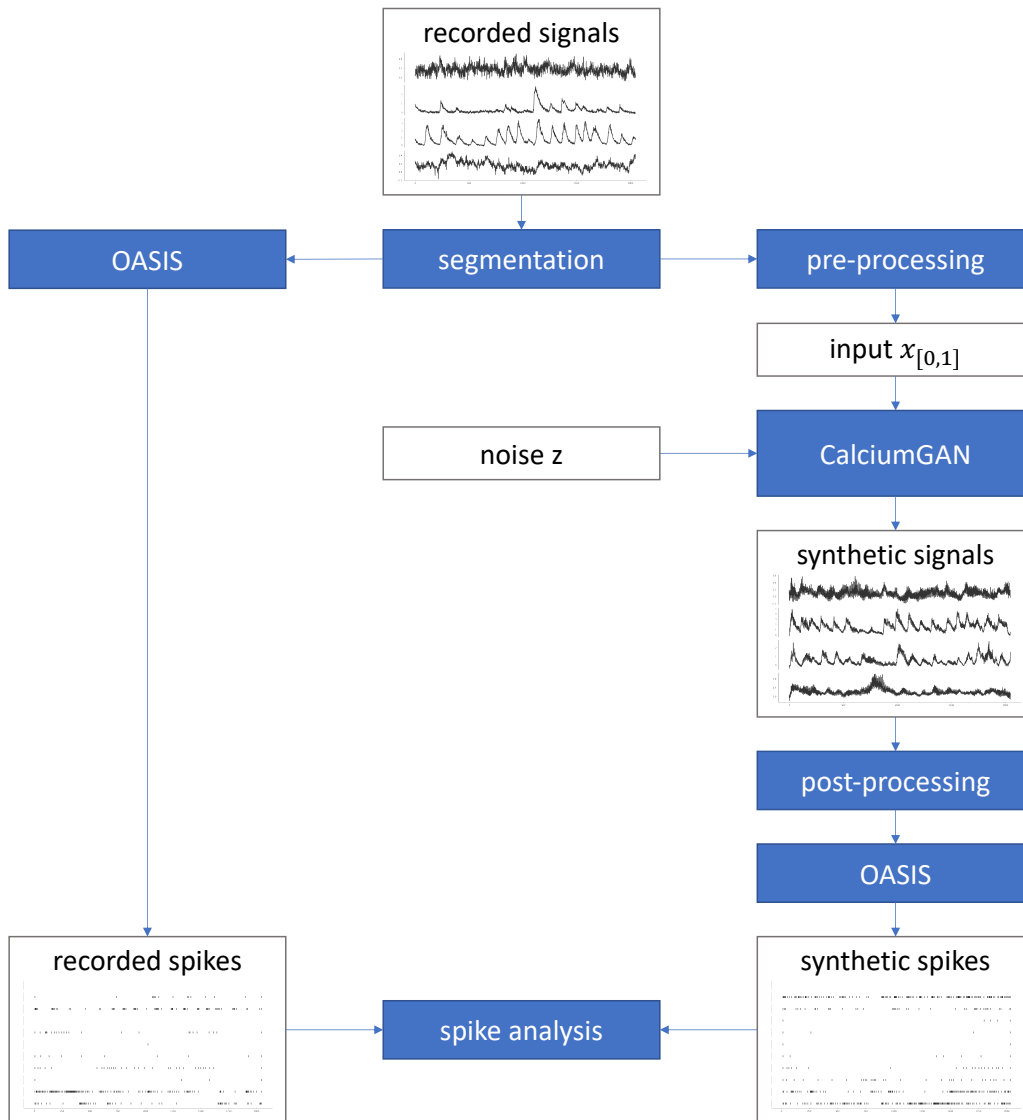 recorded signals
OASIS
segmentation
pre-processing
input x[0,1]
noise z
CalciumGAN
synthetic signals
post-processing
OASIS
recorded spikes
synthetic spikes
spike analysis